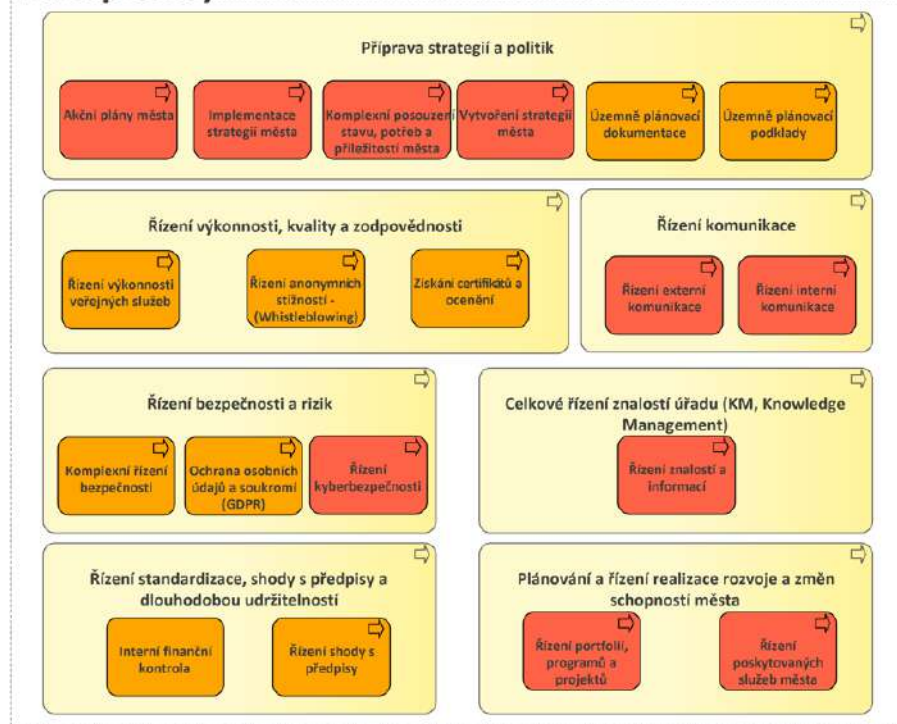 Příprava strategií a politik
Akční plány města
Implementace
strategií města
Komplexní posouzení
stavu, potřeb a
příležitostí města
Vytvoření strategií
města
Územně plánovací
dokumentace
Územně plánovací
podklady
Řízení výkonnosti, kvality a zodpovědnosti
Řízení výkonnosti
veřejných služeb
Řízení anonymních
stížností -
(Whistleblowing)
Získání certifikátů a
ocenění
Řízení komunikace
Řízení externí
komunikace
Řízení interní
komunikace
Řízení bezpečnosti a rizik
Komplexní řízení
bezpečnosti
Ochrana osobních
údajů a soukromí
(GDPR)
Řízení
kyberbezpečnosti
Celkové řízení znalostí úřadu (KM, Knowledge
Management)
Řízení znalostí a
informací
Řízení standardizace, shody s předpisy a
dlouhodobou udržitelností
Interní finanční
kontrola
Řízení shody s
předpisy
Plánování a řízení realizace rozvoje a změn
schopností města
Řízení portfolií,
programů a
projektů
Řízení
poskytovaných
služeb města